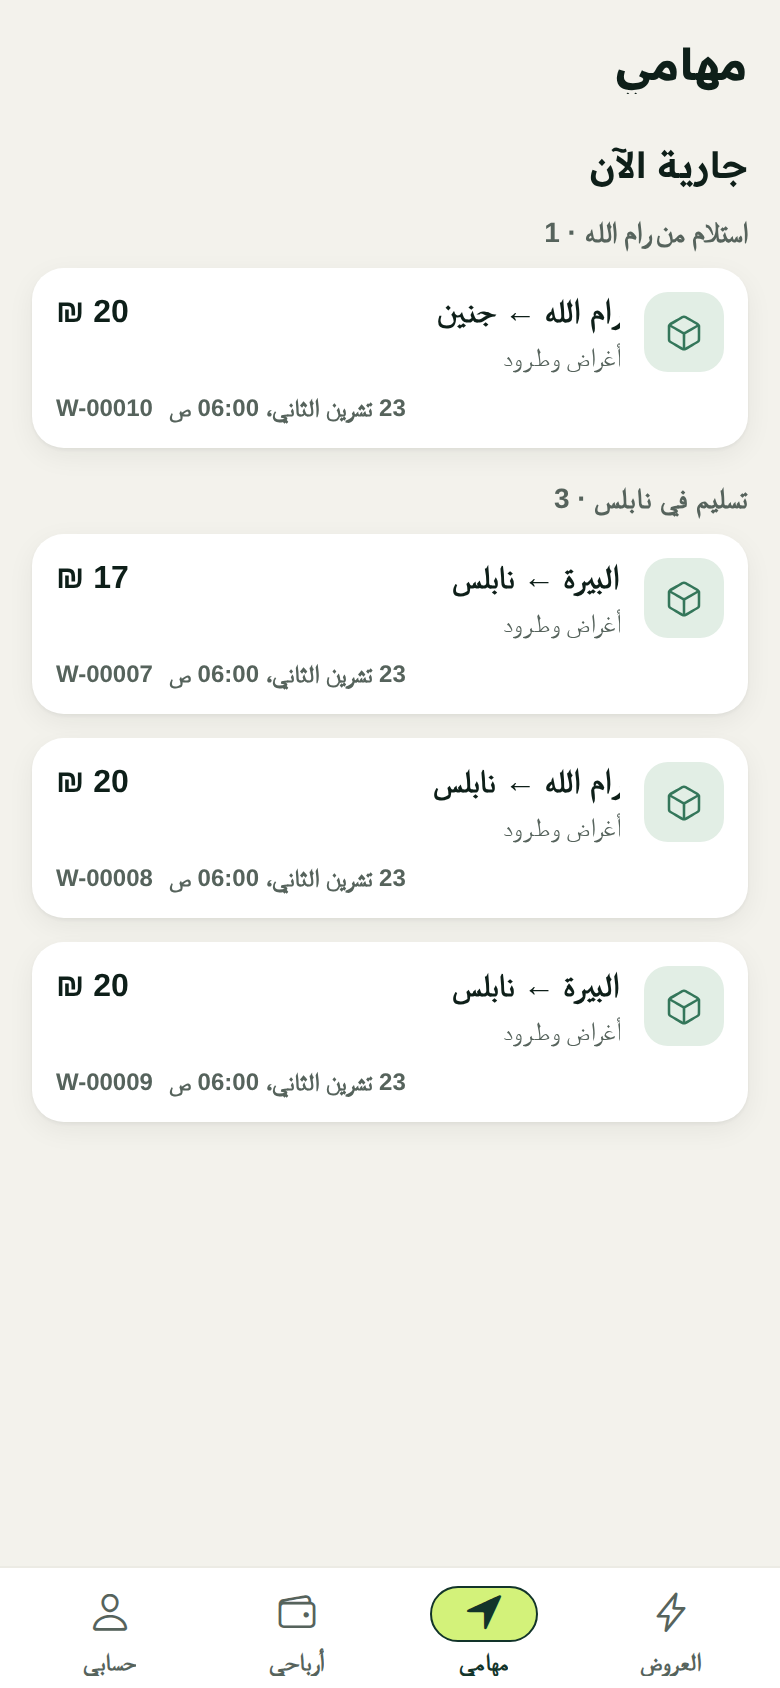 مهامي
جارية الآن
استلام من رام الله · 1
رام الله ← جنين
20 ₪
أغراض وطرود
23 تشرين الثاني، 06:00 ص
W-00010
تسليم في نابلس · 3
البيرة ← نابلس
17 ₪
أغراض وطرود
23 تشرين الثاني، 06:00 ص
W-00007
رام الله ← نابلس
20 ₪
أغراض وطرود
23 تشرين الثاني، 06:00 ص
W-00008
البيرة ← نابلس
20 ₪
أغراض وطرود
23 تشرين الثاني، 06:00 ص
W-00009
العروض
مهامي
أرباحي
حسابي